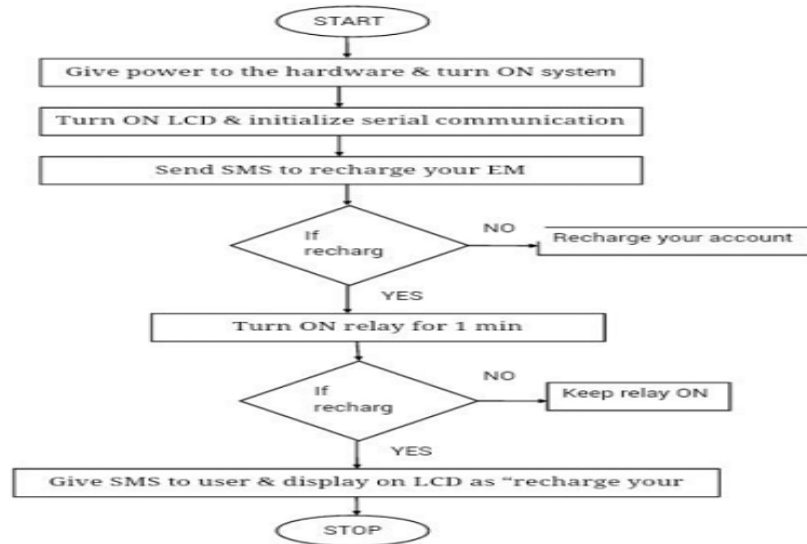 START
Give power to the hardware & turn ON system
Turn ON LCD & initialize serial communication
Send SMS to recharge your EM
If
recharg
NO
Recharge your account
YES
Turn ON relay for 1 min
If
recharg
NO
Keep relay ON
YES
Give SMS to user & display on LCD as “recharge your
STOP